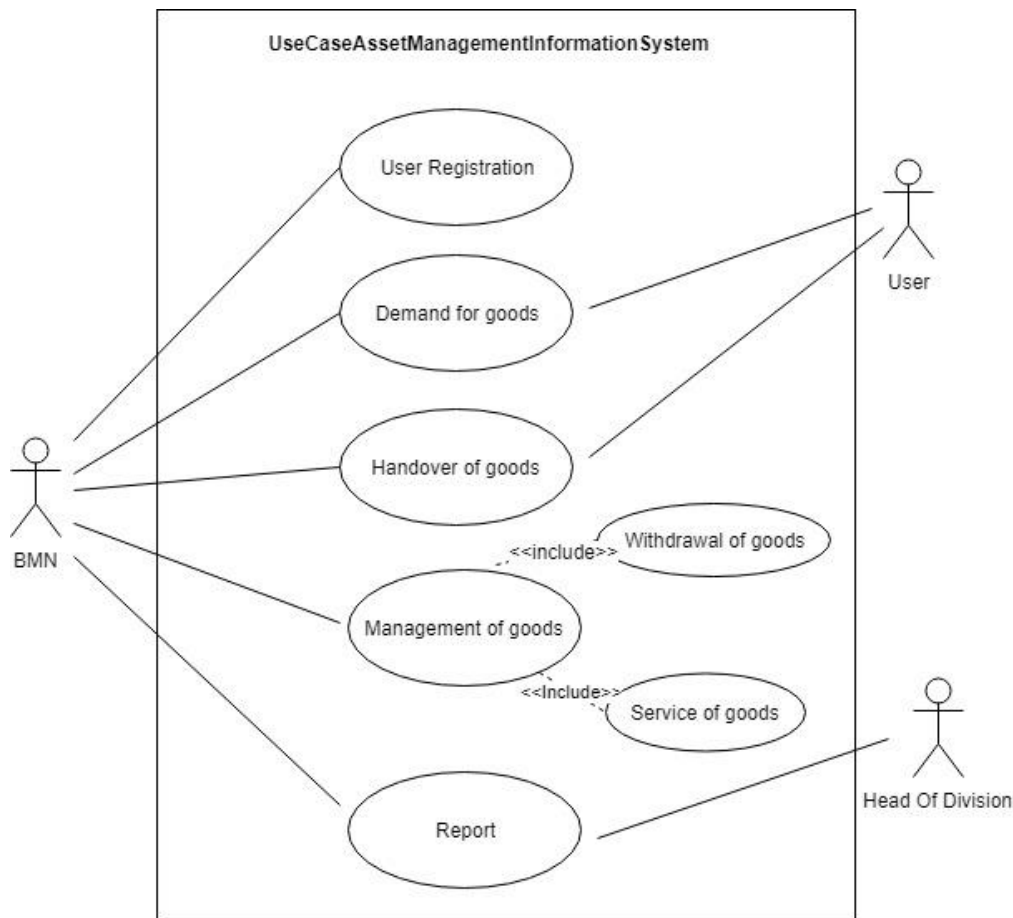 UseCaseAssetManagementInformationSystem
User Registration
User
Demand for goods
Handover of goods
BMN
<<include>>
Withdrawal of goods
Management of goods
<<Include>>
Service of goods
Head Of Division
Report